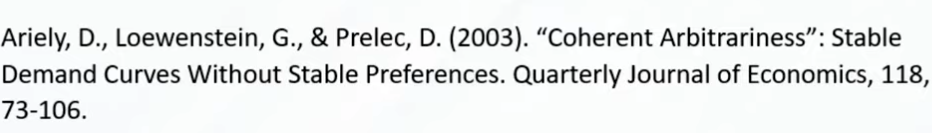 Ariely, D., Loewenstein, G., & Prelec, D. (2003). “Coherent Arbitrariness”: Stable
Demand Curves Without Stable Preferences. Quarterly Journal of Economics, 118,
73-106.